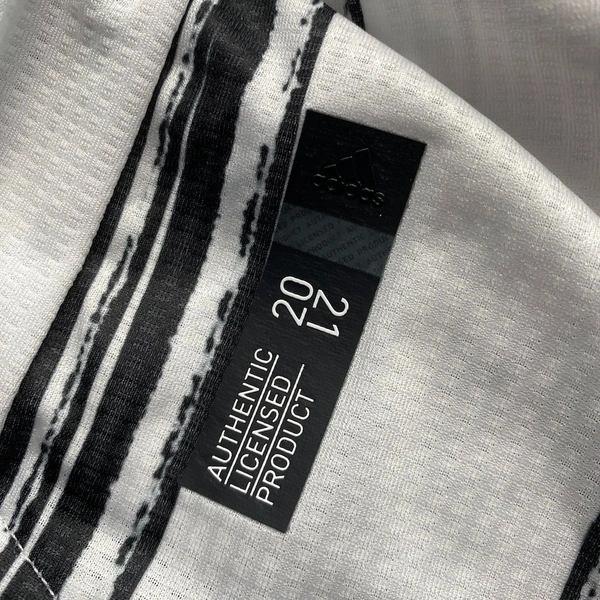 adidas
20
21
AUTHENTIC
LICENSED
PRODUCT